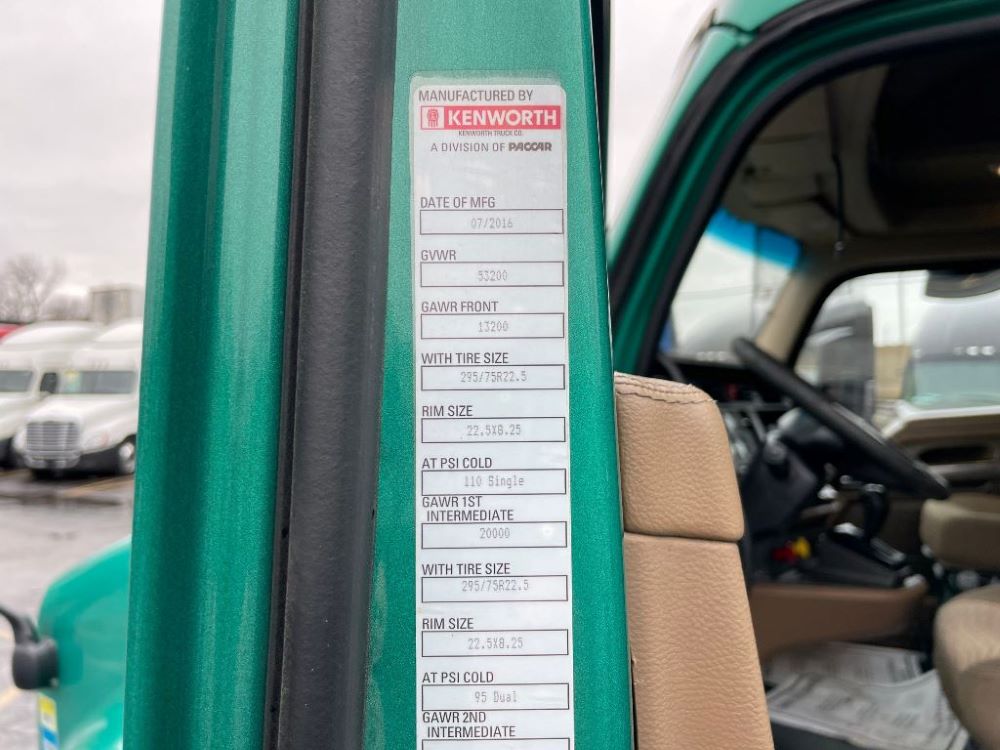 MANUFACTURED BY
KENWORTH
KENWORTH TRUCK CO.
A DIVISION OF PACCAR
DATE OF MFG
07/2016
GVWR
53200
GAWR FRONT
13200
WITH TIRE SIZE
295/75R22.5
RIM SIZE
22.5X8.25
AT PSI COLD
110 Single
GAWR 1ST
INTERMEDIATE
20000
WITH TIRE SIZE
295/75R22.5
RIM SIZE
22.5X8.25
AT PSI COLD
95 Dual
GAWR 2ND
INTERMEDIATE